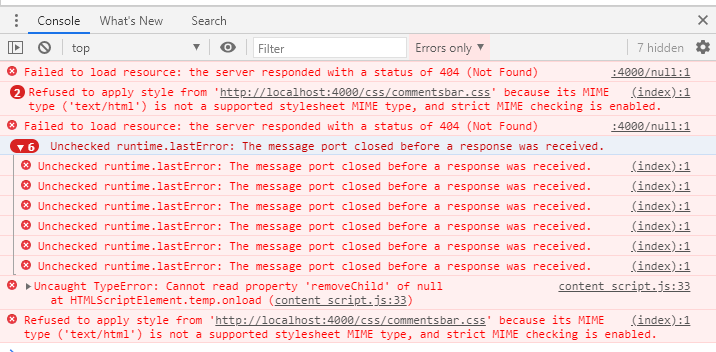 Console What's New Search
top Filter Errors only 7 hidden
Failed to load resource: the server responded with a status of 404 (Not Found) :4000/null:1
2 Refused to apply style from 'http://localhost:4000/css/commentsbar.css' because its MIME (index):1
type ('text/html') is not a supported stylesheet MIME type, and strict MIME checking is enabled.
Failed to load resource: the server responded with a status of 404 (Not Found) :4000/null:1
▼ 6 Unchecked runtime.lastError: The message port closed before a response was received.
Unchecked runtime.lastError: The message port closed before a response was received. (index):1
Unchecked runtime.lastError: The message port closed before a response was received. (index):1
Unchecked runtime.lastError: The message port closed before a response was received. (index):1
Unchecked runtime.lastError: The message port closed before a response was received. (index):1
Unchecked runtime.lastError: The message port closed before a response was received. (index):1
Unchecked runtime.lastError: The message port closed before a response was received. (index):1
▶Uncaught TypeError: Cannot read property 'removeChild' of null content script.js:33
at HTMLScriptElement.temp.onload (content script.js:33)
Refused to apply style from 'http://localhost:4000/css/commentsbar.css' because its MIME (index):1
type ('text/html') is not a supported stylesheet MIME type, and strict MIME checking is enabled.